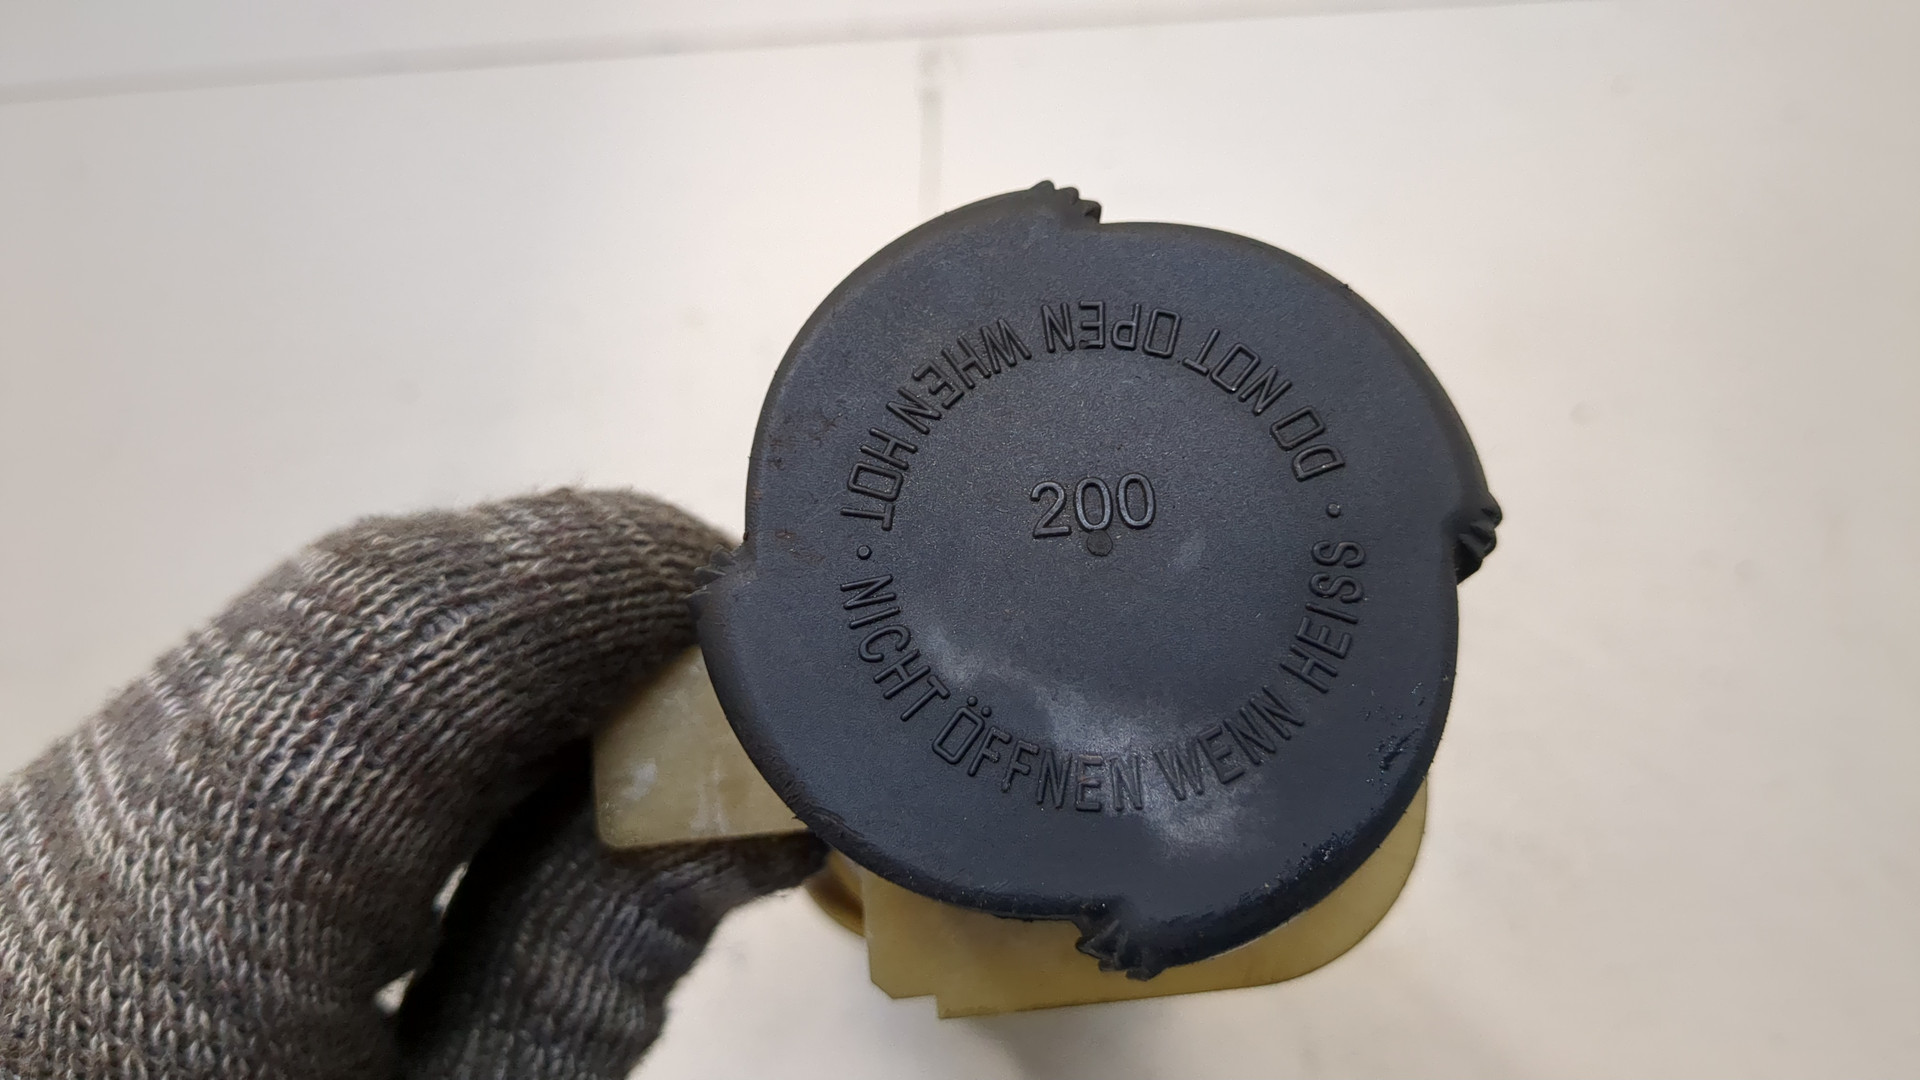 DO NOT OPEN WHEN HOT ·
200
NICHT ÖFFNEN WENN HEISS ·